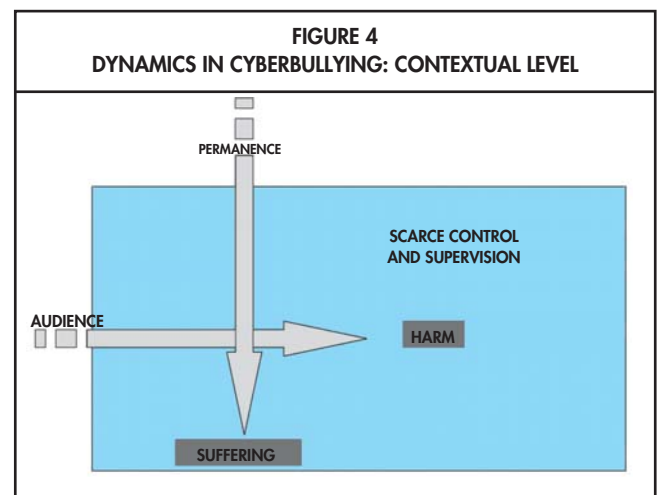 FIGURE 4
DYNAMICS IN CYBERBULLYING: CONTEXTUAL LEVEL
PERMANENCE
SCARCE CONTROL
AND SUPERVISION
AUDIENCE
HARM
SUFFERING